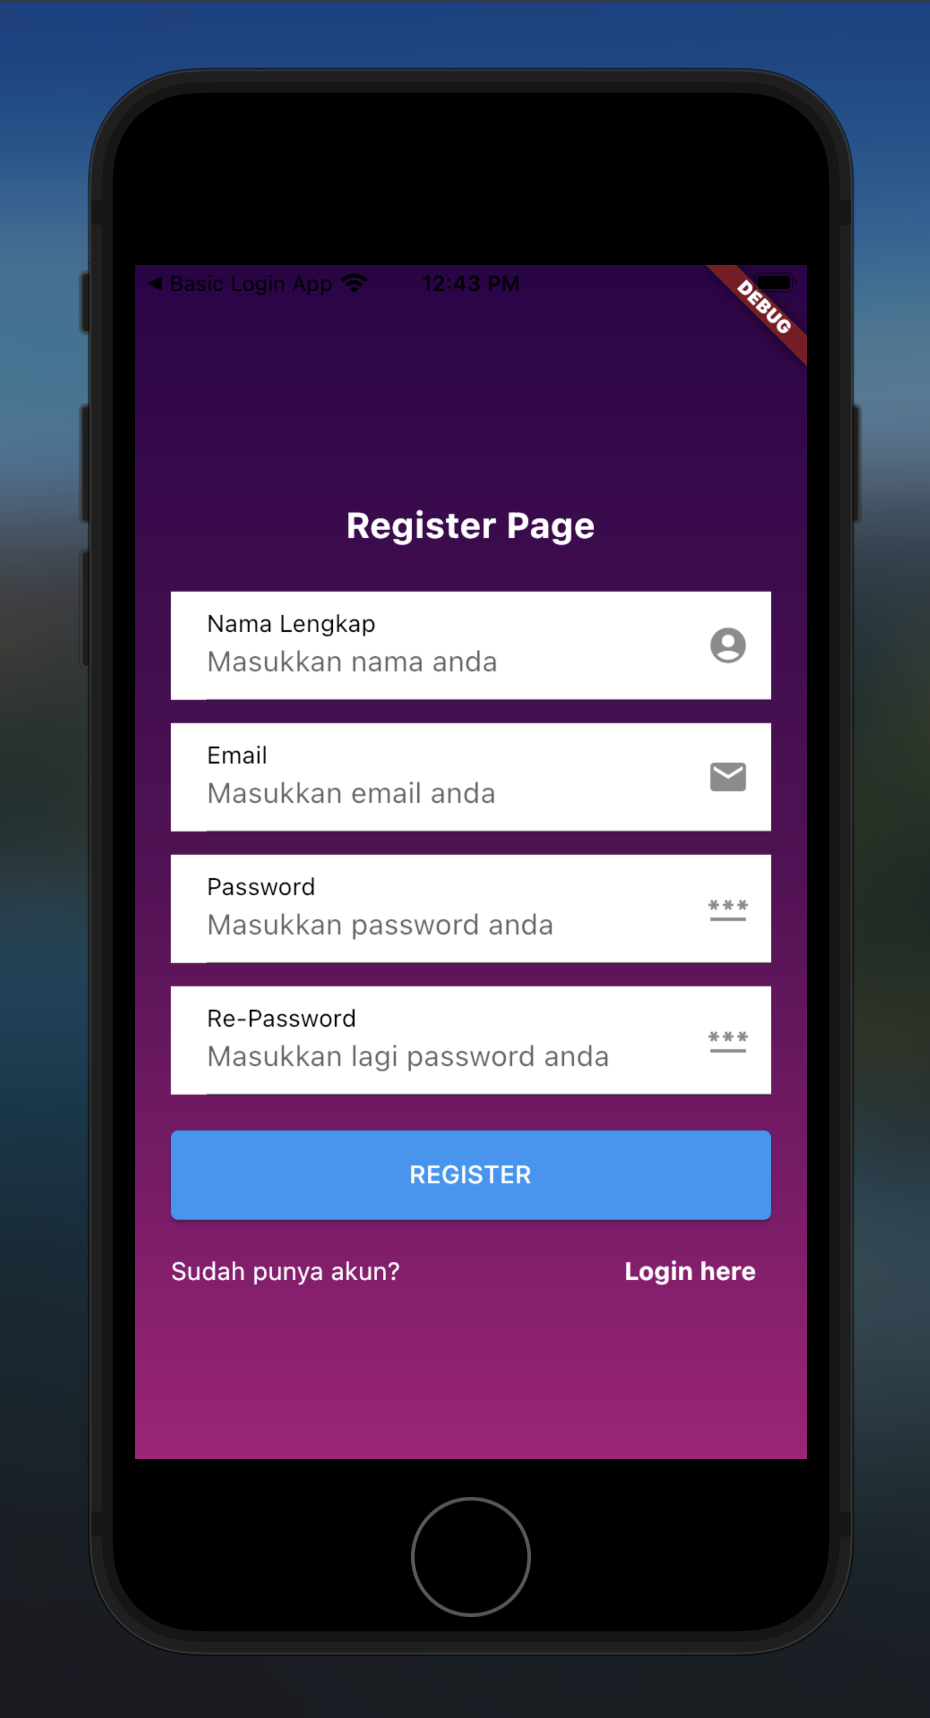 ◀ Basic Login App 12:43 PM
DEBUG
Register Page
Nama Lengkap
Masukkan nama anda
Email
Masukkan email anda
Password
Masukkan password anda
***
Re-Password
Masukkan lagi password anda
***
REGISTER
Sudah punya akun? Login here